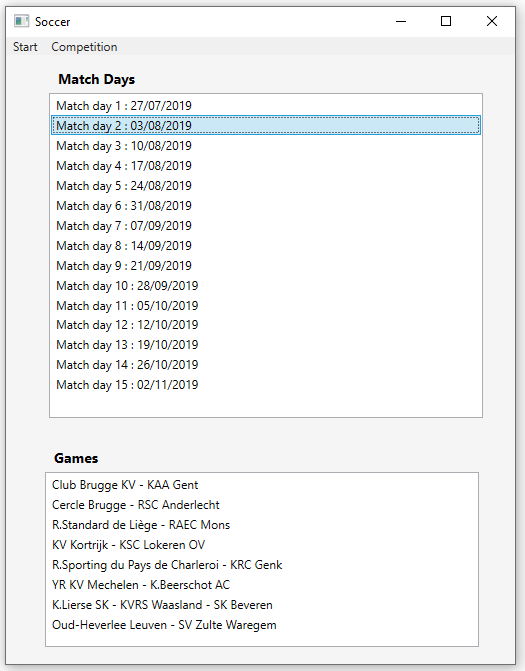 Soccer
Start Competition
Match Days
Match day 1 : 27/07/2019
Match day 2 : 03/08/2019
Match day 3 : 10/08/2019
Match day 4 : 17/08/2019
Match day 5 : 24/08/2019
Match day 6 : 31/08/2019
Match day 7 : 07/09/2019
Match day 8 : 14/09/2019
Match day 9 : 21/09/2019
Match day 10 : 28/09/2019
Match day 11 : 05/10/2019
Match day 12 : 12/10/2019
Match day 13 : 19/10/2019
Match day 14 : 26/10/2019
Match day 15 : 02/11/2019
Games
Club Brugge KV - KAA Gent
Cercle Brugge - RSC Anderlecht
R.Standard de Liège - RAEC Mons
KV Kortrijk - KSC Lokeren OV
R.Sporting du Pays de Charleroi - KRC Genk
YR KV Mechelen - K.Beerschot AC
K.Lierse SK - KVRS Waasland - SK Beveren
Oud-Heverlee Leuven - SV Zulte Waregem